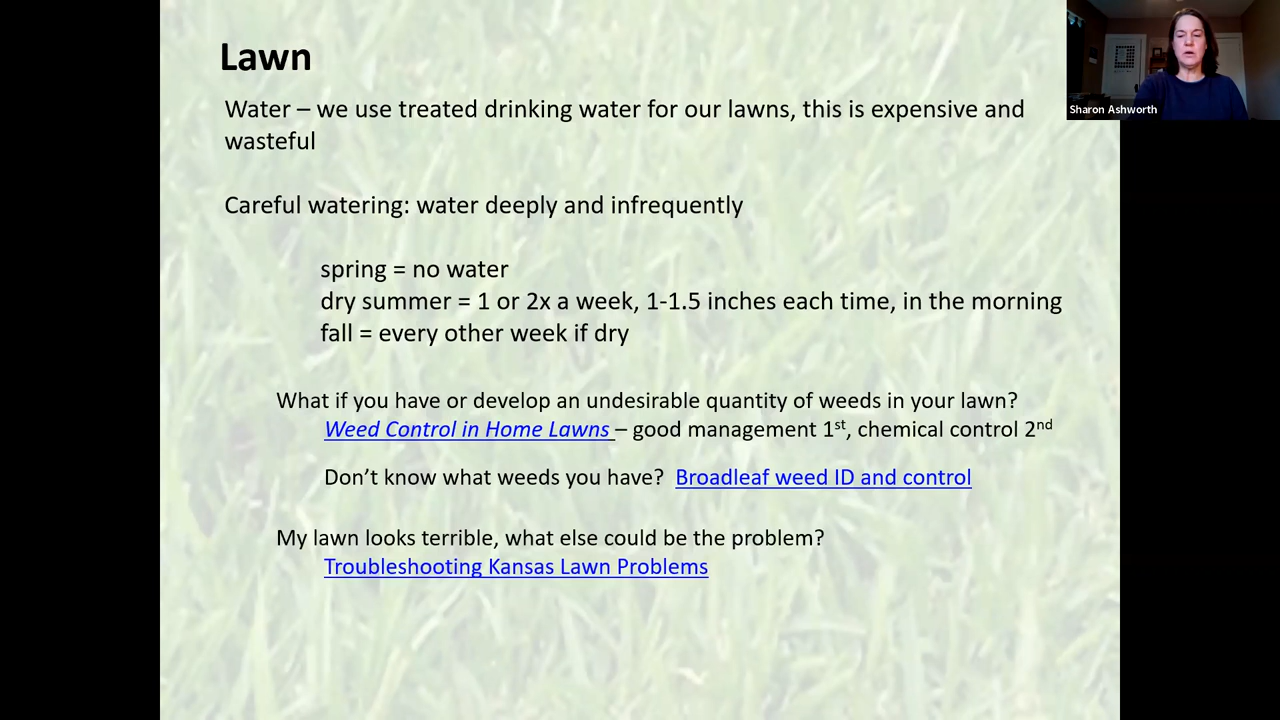 Lawn
Water – we use treated drinking water for our lawns, this is expensive and
wasteful
Careful watering: water deeply and infrequently
spring = no water
dry summer = 1 or 2x a week, 1-1.5 inches each time, in the morning
fall = every other week if dry
What if you have or develop an undesirable quantity of weeds in your lawn?
Weed Control in Home Lawns – good management 1st, chemical control 2nd
Don’t know what weeds you have? Broadleaf weed ID and control
My lawn looks terrible, what else could be the problem?
Troubleshooting Kansas Lawn Problems
Sharon Ashworth